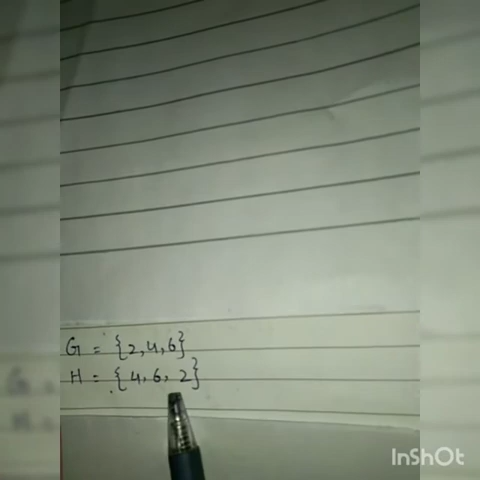 G = {2,4,6}
H = {4,6, 2}
InShOt